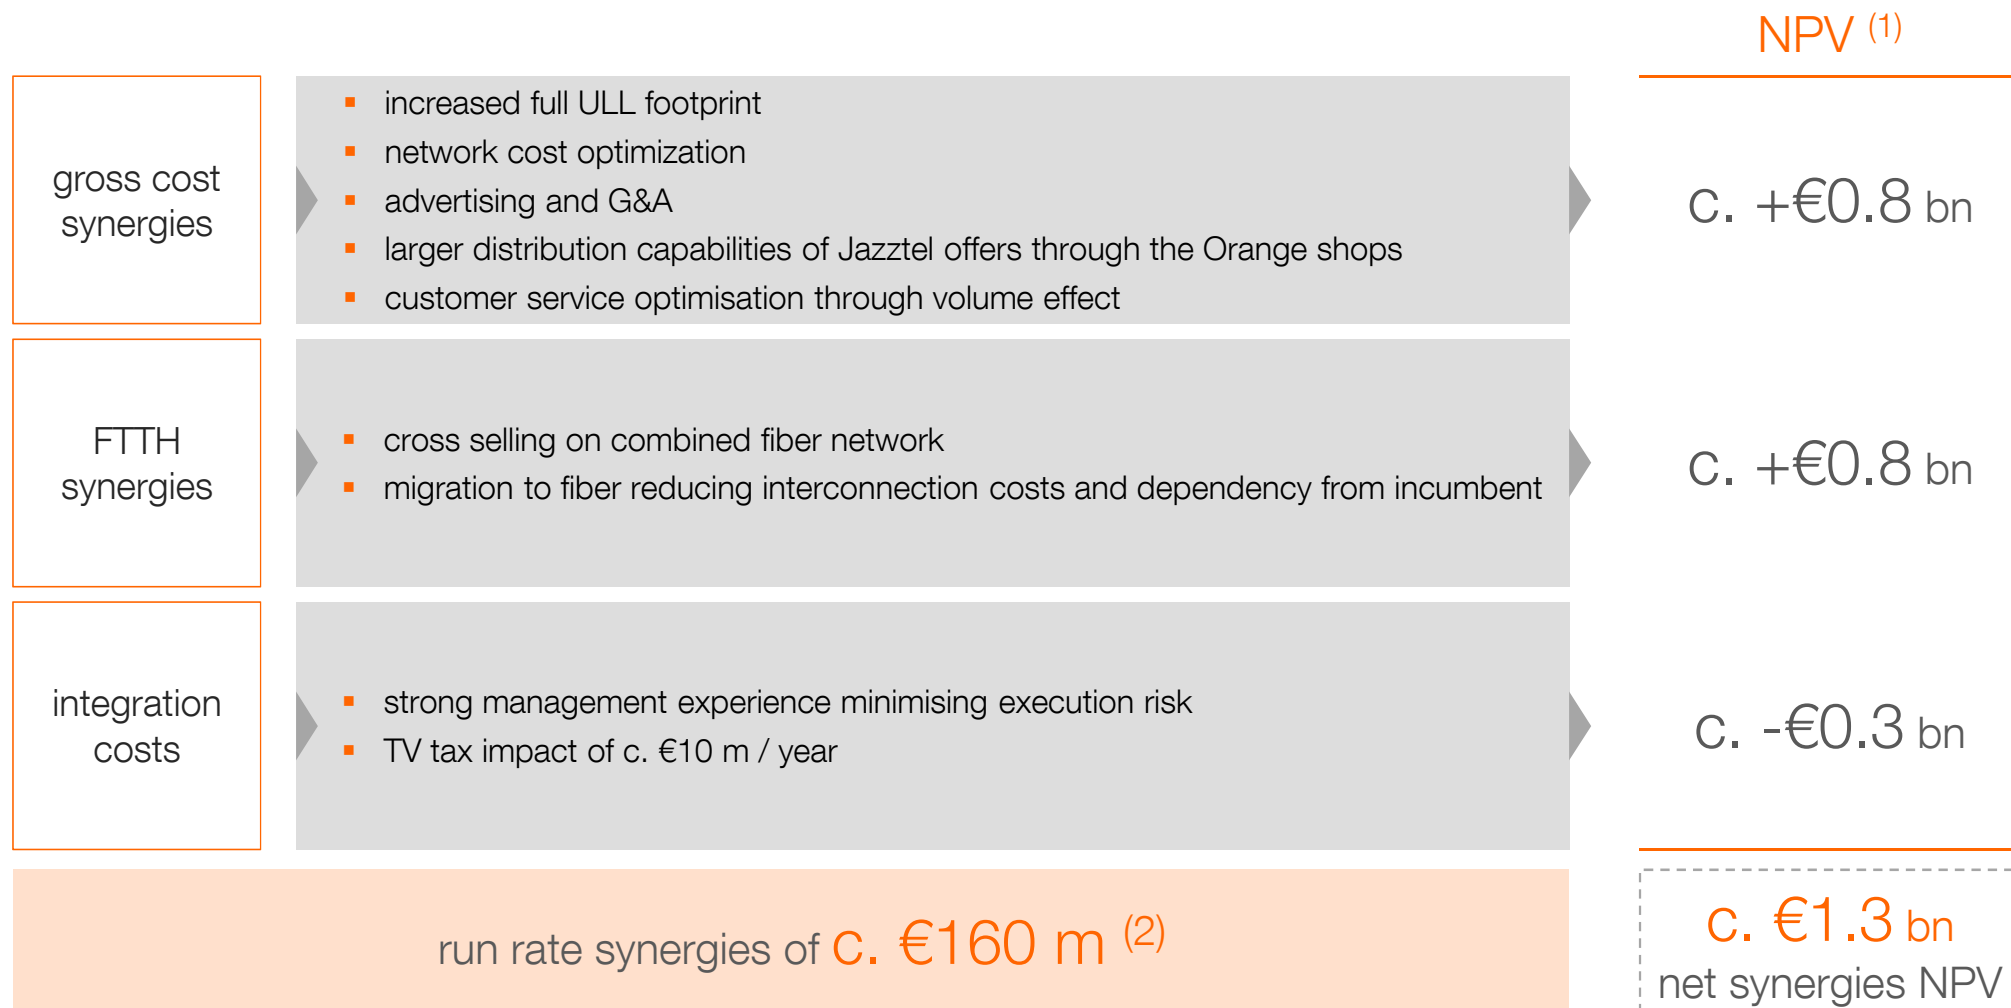 NPV (1)
gross cost
synergies
increased full ULL footprint
network cost optimization
advertising and G&A
larger distribution capabilities of Jazztel offers through the Orange shops
customer service optimisation through volume effect
c. +€0.8 bn
FTTH
synergies
cross selling on combined fiber network
migration to fiber reducing interconnection costs and dependency from incumbent
c. +€0.8 bn
integration
costs
strong management experience minimising execution risk
TV tax impact of c. €10 m / year
c. -€0.3 bn
run rate synergies of c. €160 m (2)
c. €1.3 bn
net synergies NPV